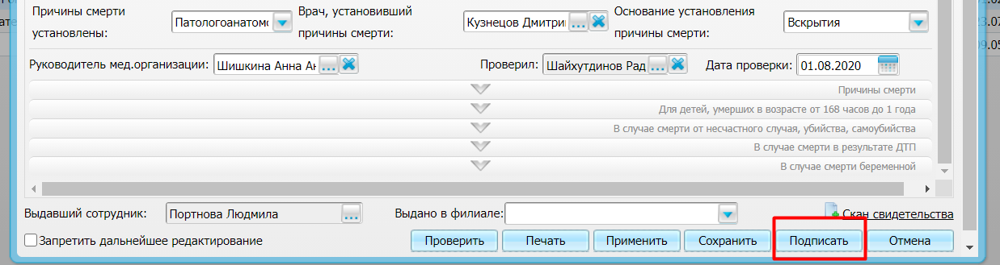 Причины смерти установлены: Патологоанатомо Врач, установивший причины смерти: Кузнецов Дмитри ... Основание установления причины смерти: Вскрытия
Руководитель мед.организации: Шишкина Анна Ан ... Проверил: Шайхутдинов Рад ... Дата проверки: 01.08.2020
Причины смерти
Для детей, умерших в возрасте от 168 часов до 1 года
В случае смерти от несчастного случая, убийства, самоубийства
В случае смерти в результате ДТП
В случае смерти беременной
Выдавший сотрудник: Портнова Людмила ... Выдано в филиале: Скан свидетельства
Запретить дальнейшее редактирование Проверить Печать Применить Сохранить Подписать Отмена